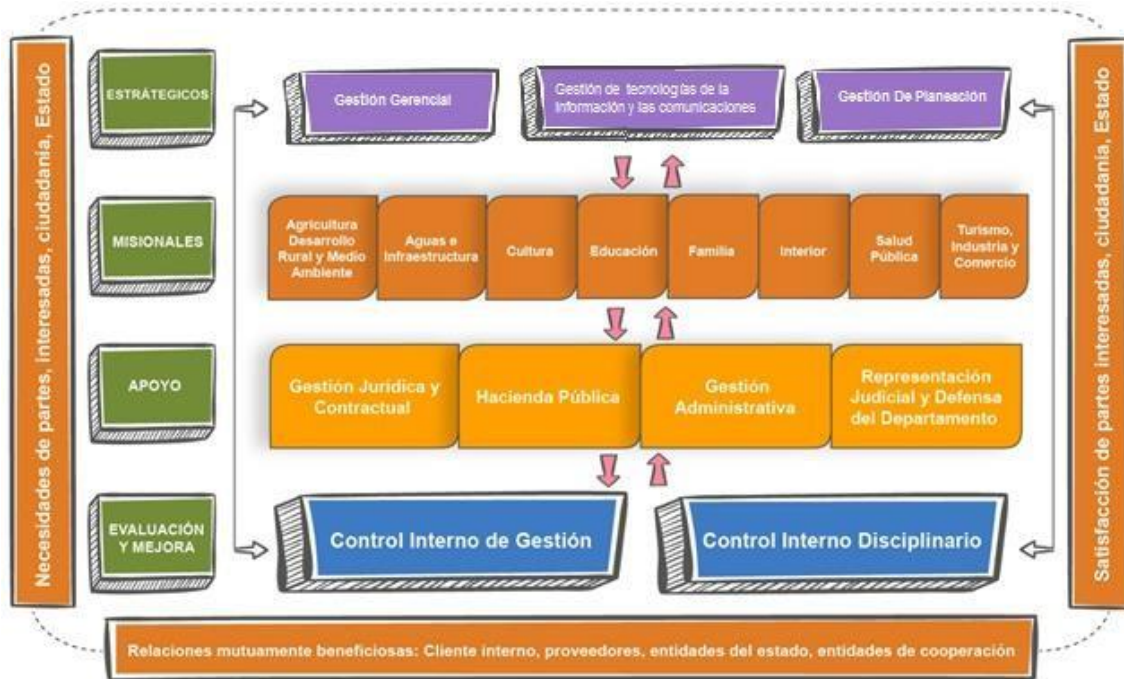 Necesidades de partes, interesadas, ciudadanía, Estado
ESTRÁTEGICOS
Gestión Gerencial
Gestión de tecnologías de la
información y las comunicaciones
Gestión De Planeación
MISIONALES
Agricultura
Desarrollo
Rural y Medio
Ambiente
Aguas e
Infraestructura
Cultura
Educación
Família
Interior
Salud
Pública
Turismo,
Industria y
Comercio
APOYO
Gestión Jurídica y
Contractual
Hacienda Pública
Gestión
Administrativa
Representación
Judicial y Defensa
del Departamento
EVALUACIÓN
Y MEJORA
Control Interno de Gestión
Control Interno Disciplinario
Satisfacción de partes interesadas, ciudadanía, Estado
Relaciones mutuamente beneficiosas: Cliente interno, proveedores, entidades del estado, entidades de cooperación